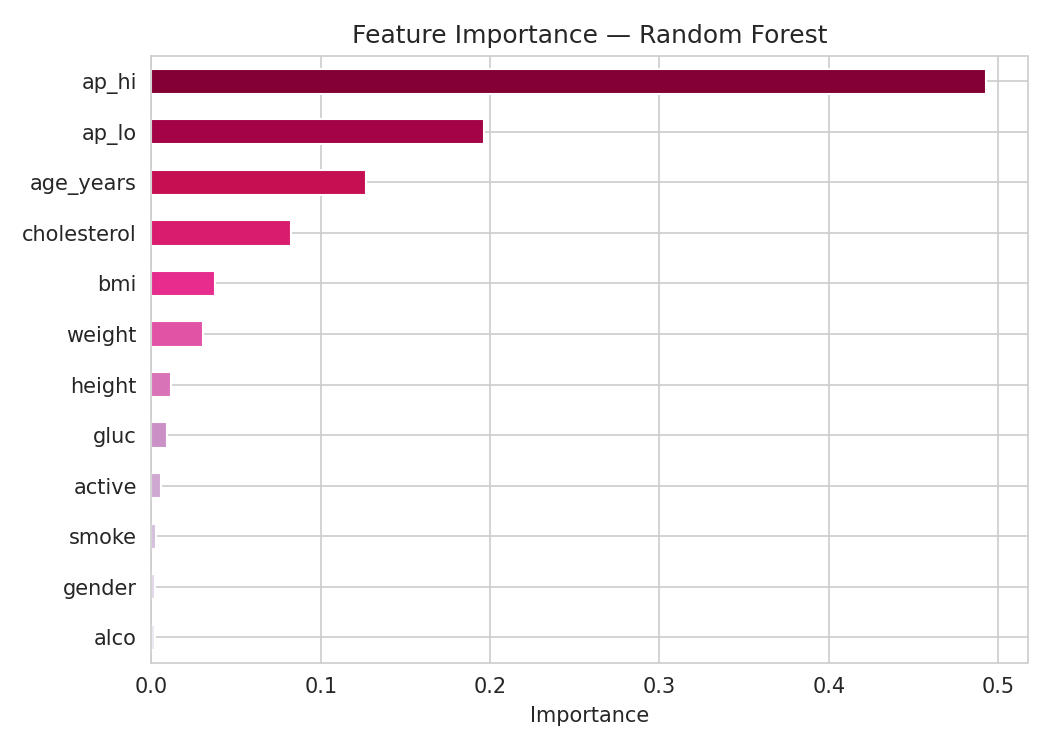 Feature Importance — Random Forest
ap_hi
ap_lo
age_years
cholesterol
bmi
weight
height
gluc
active
smoke
gender
alco
0.0 0.1 0.2 0.3 0.4 0.5
Importance